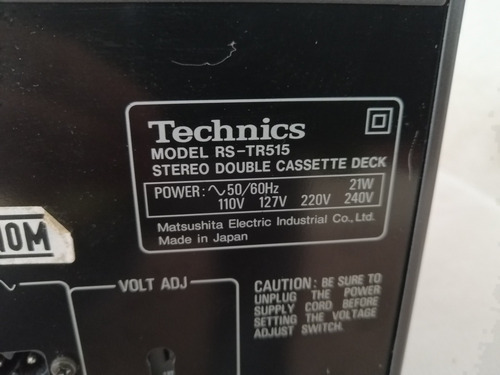 Technics
MODEL RS-TR515
STEREO DOUBLE CASSETTE DECK
POWER: ∿50/60Hz 21W
110V 127V 220V 240V
Matsushita Electric Industrial Co., Ltd.
Made in Japan
VOLT ADJ
CAUTION: BE SURE TO
UNPLUG THE POWER
SUPPLY CORD BEFORE
SETTING THE VOLTAGE
ADJUST SWITCH.